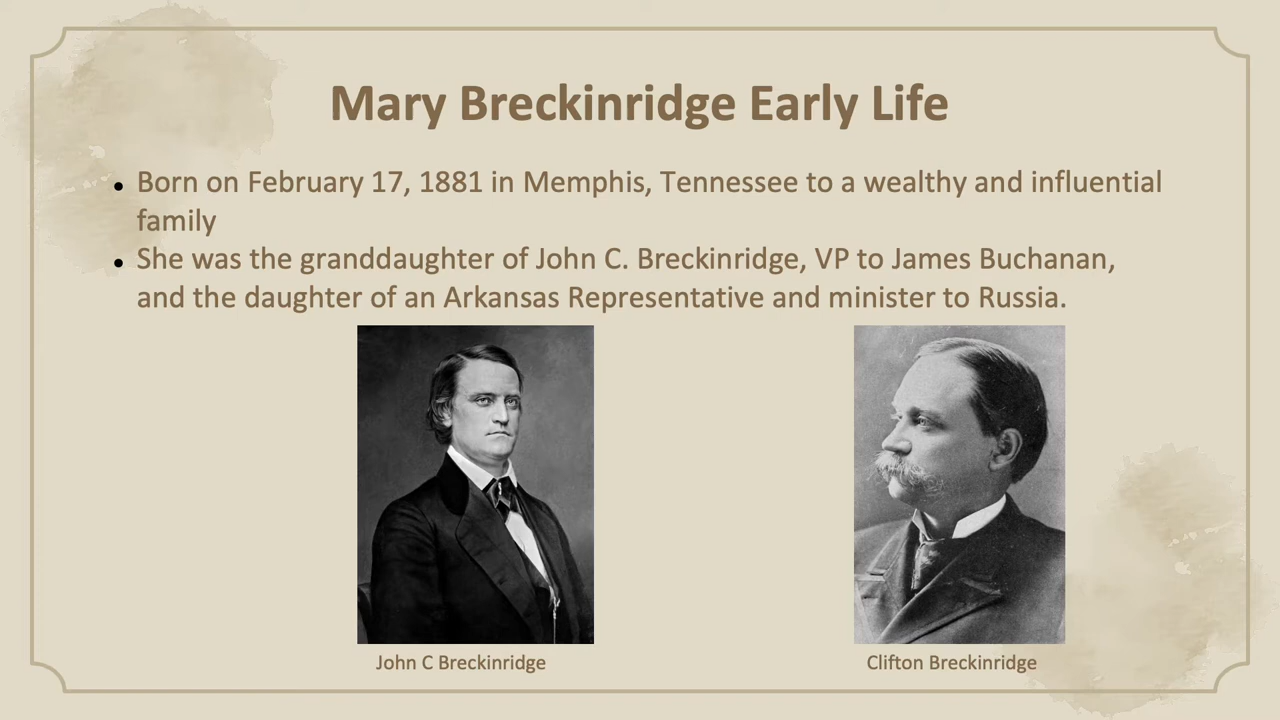 Mary Breckinridge Early Life
• Born on February 17, 1881 in Memphis, Tennessee to a wealthy and influential
family
• She was the granddaughter of John C. Breckinridge, VP to James Buchanan,
and the daughter of an Arkansas Representative and minister to Russia.
John C Breckinridge
Clifton Breckinridge